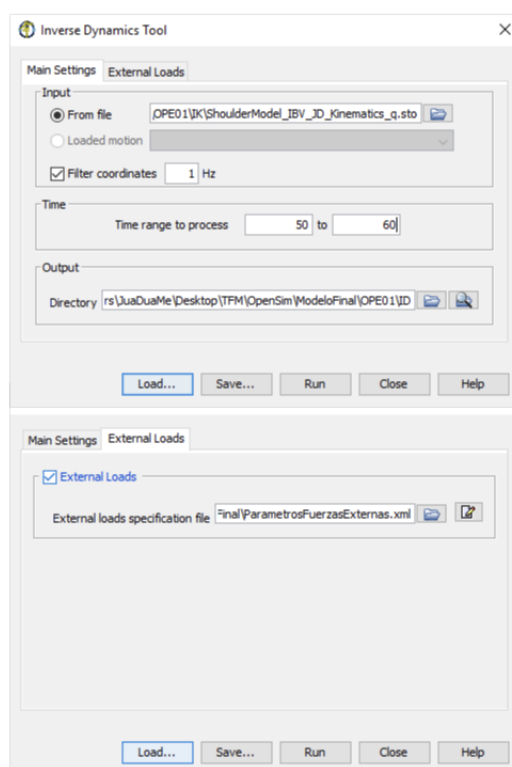 Inverse Dynamics Tool
Main Settings External Loads
Input
From file ,OPE01\IK\ShoulderModel_IBV_JD_Kinematics_q.sto
Loaded motion
Filter coordinates 1 Hz
Time
Time range to process 50 to 60
Output
Directory rs\JuaDuaMe\Desktop\TFM\OpenSim\ModeloFinal\OPE01\ID
Load... Save... Run Close Help
Main Settings External Loads
External Loads
External loads specification file Final\ParametrosFuerzasExternas.xml
Load... Save... Run Close Help